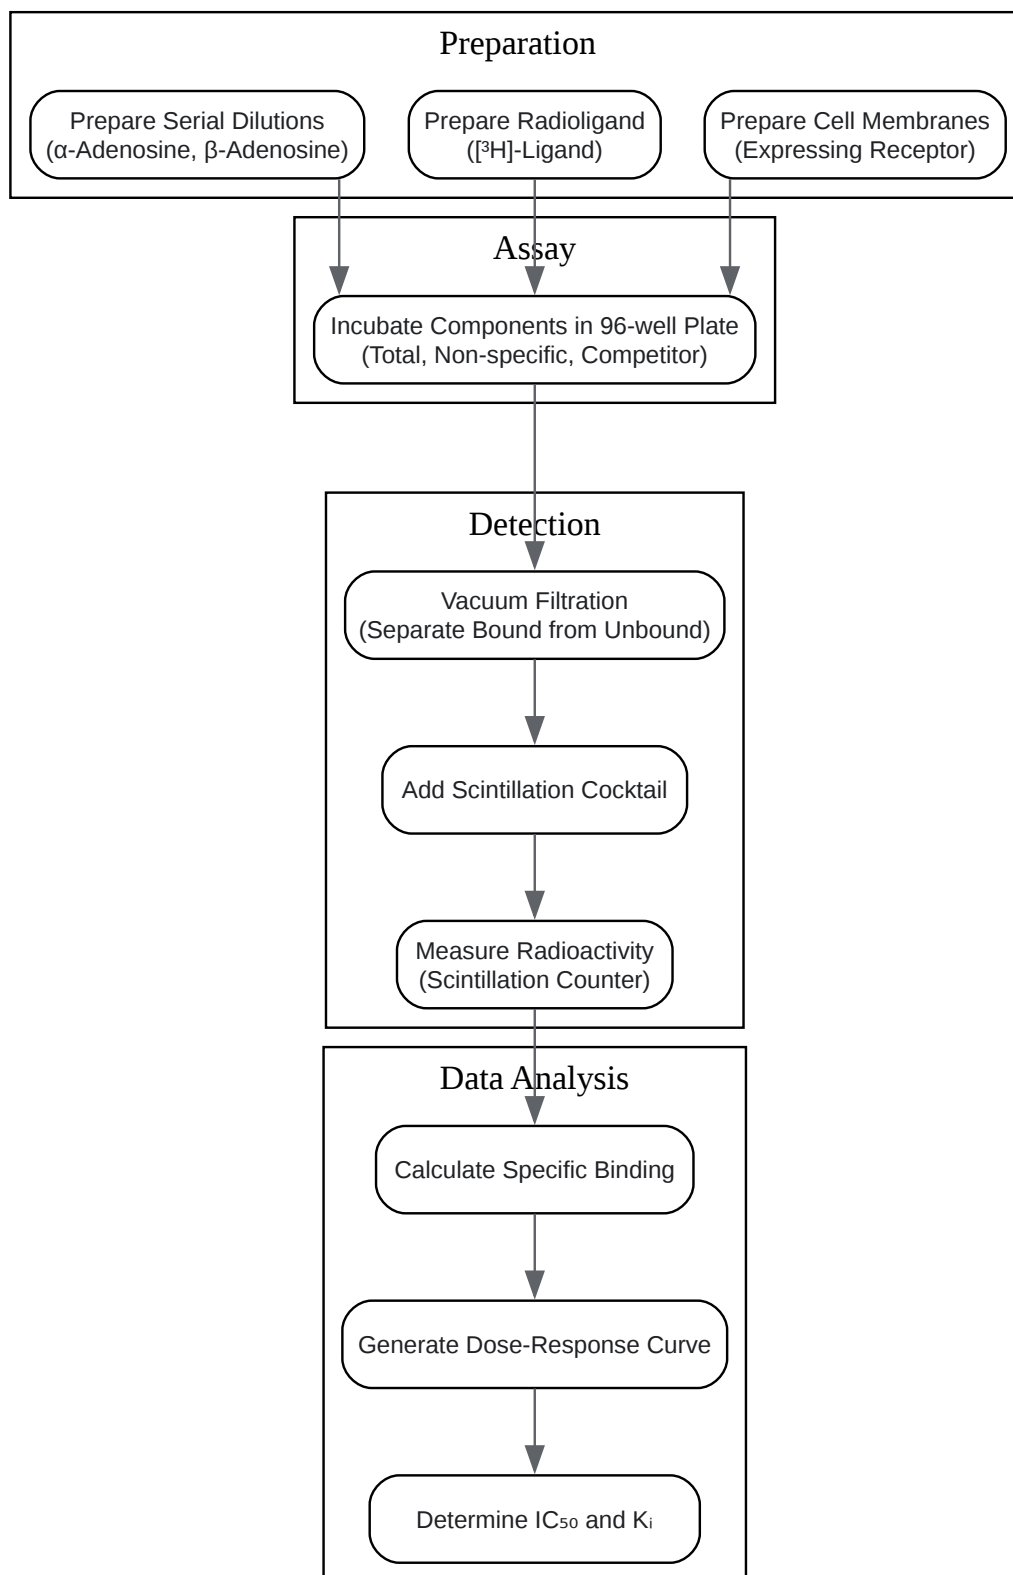 Preparation
Prepare Serial Dilutions
(α-Adenosine, β-Adenosine)
Prepare Radioligand
([³H]-Ligand)
Prepare Cell Membranes
(Expressing Receptor)
Assay
Incubate Components in 96-well Plate
(Total, Non-specific, Competitor)
Detection
Vacuum Filtration
(Separate Bound from Unbound)
Add Scintillation Cocktail
Measure Radioactivity
(Scintillation Counter)
Data Analysis
Calculate Specific Binding
Generate Dose-Response Curve
Determine IC₅₀ and Kᵢ